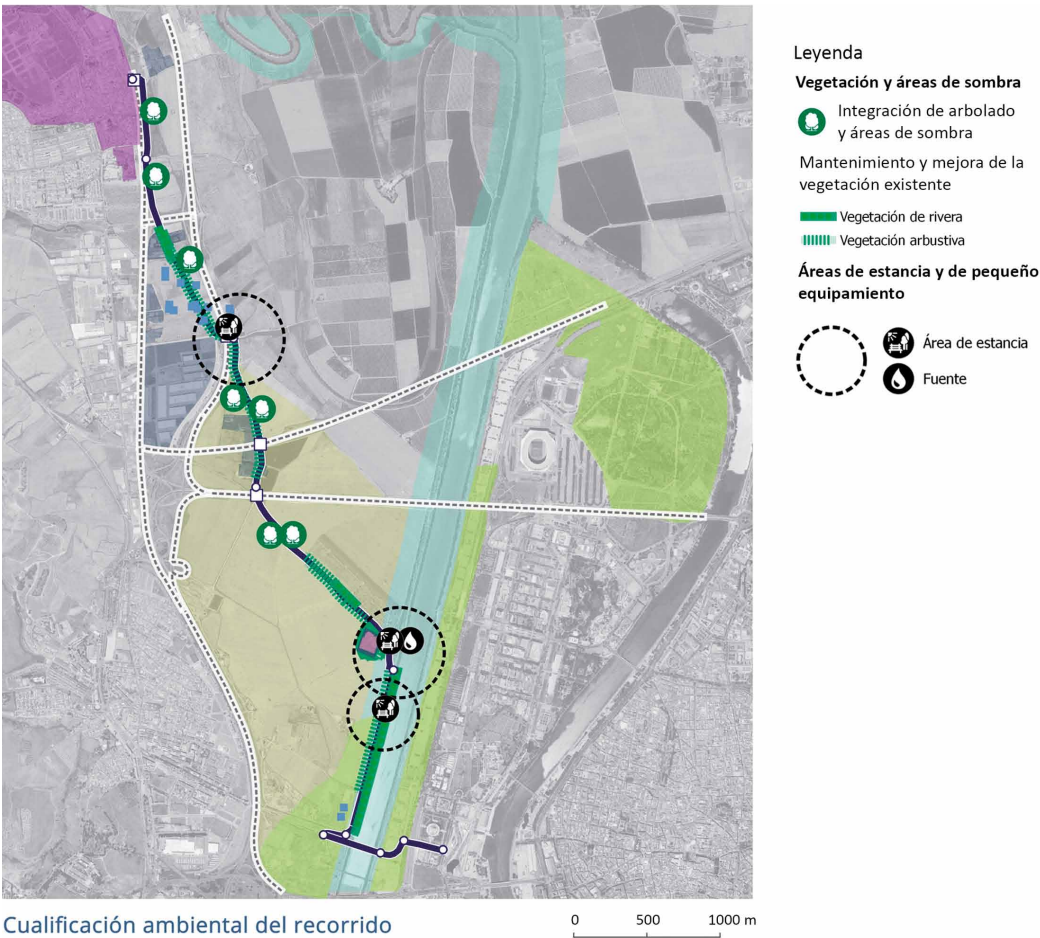 Leyenda
Vegetación y áreas de sombra
Integración de arbolado
y áreas de sombra
Mantenimiento y mejora de la
vegetación existente
Vegetación de rivera
Vegetación arbustiva
Áreas de estancia y de pequeño
equipamiento
Área de estancia
Fuente
Cualificación ambiental del recorrido
0 500 1000 m